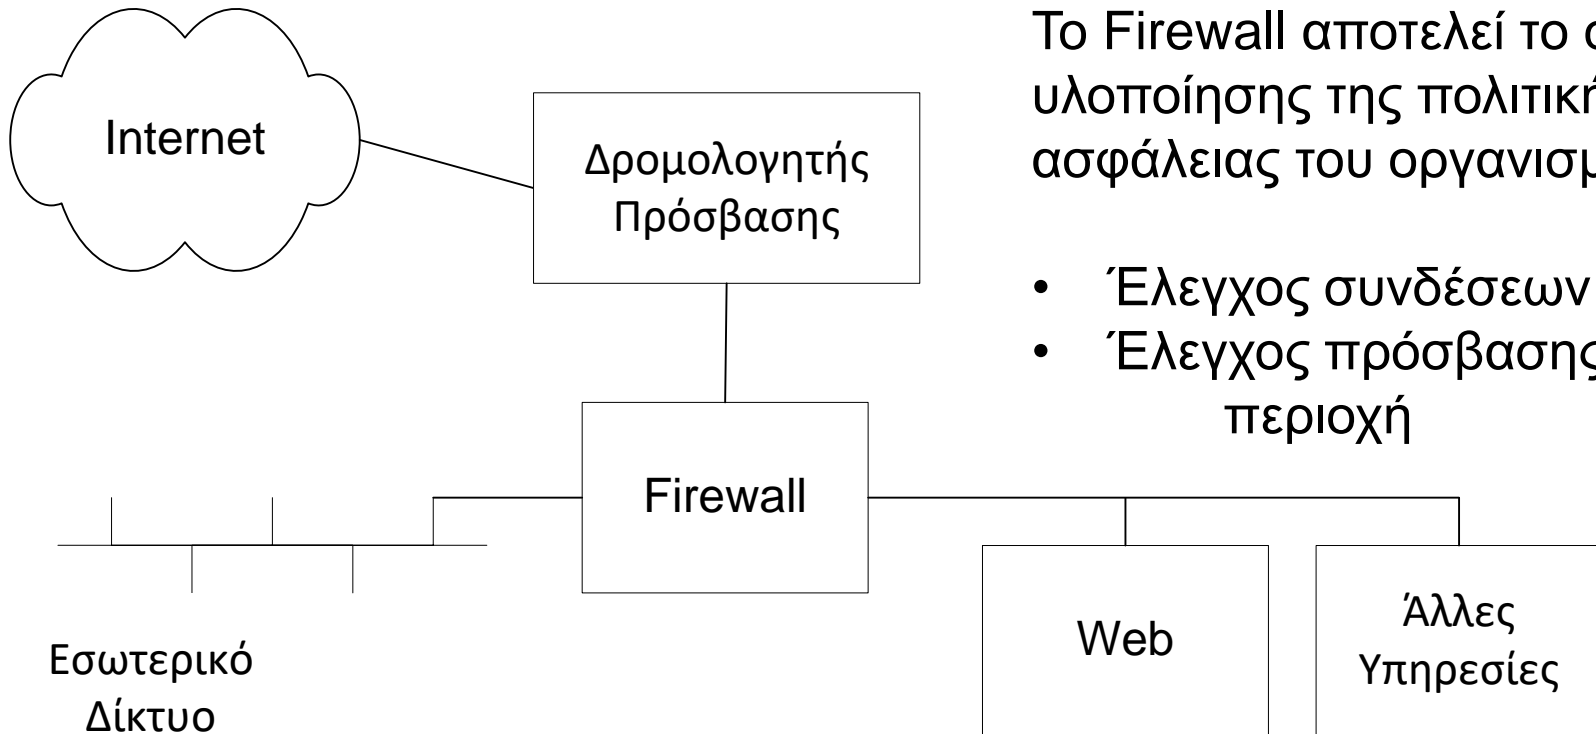 Το Firewall αποτελεί το
υλοποίησης της
ασφάλειας του
• Έλεγχος συνδέσεων
• Έλεγχος πρόσβασης
περιοχή
Internet
Δρομολογητής
Πρόσβασης
Firewall
Εσωτερικό
Δίκτυο
Web
Άλλες
Υπηρεσίες